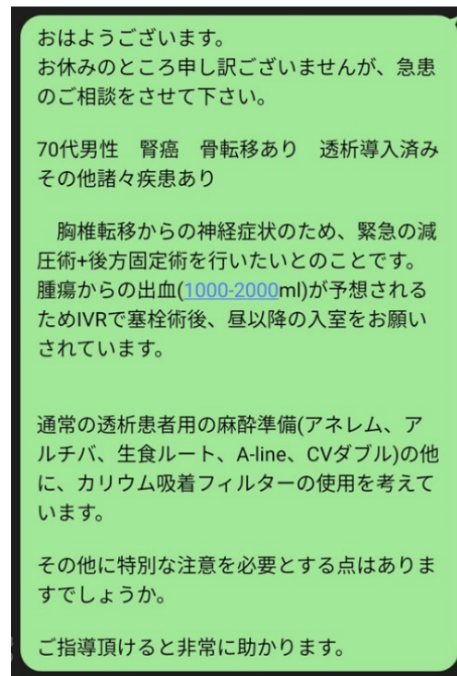 おはようございます。
お休みのところ申し訳ございませんが、急患
のご相談をさせて下さい。
70代男性　腎癌　骨転移あり　透析導入済み
その他諸々疾患あり
　胸椎転移からの神経症状のため、緊急の減
圧術+後方固定術を行いたいとのことです。
腫瘍からの出血(1000-2000ml)が予想される
ためIVRで塞栓術後、昼以降の入室をお願い
されています。
通常の透析患者用の麻酔準備(アネレム、ア
ルチバ、生食ルート、A-line、CVダブル)の他
に、カリウム吸着フィルターの使用を考えて
います。
その他に特別な注意を必要とする点はありま
すでしょうか。
ご指導頂けると非常に助かります。